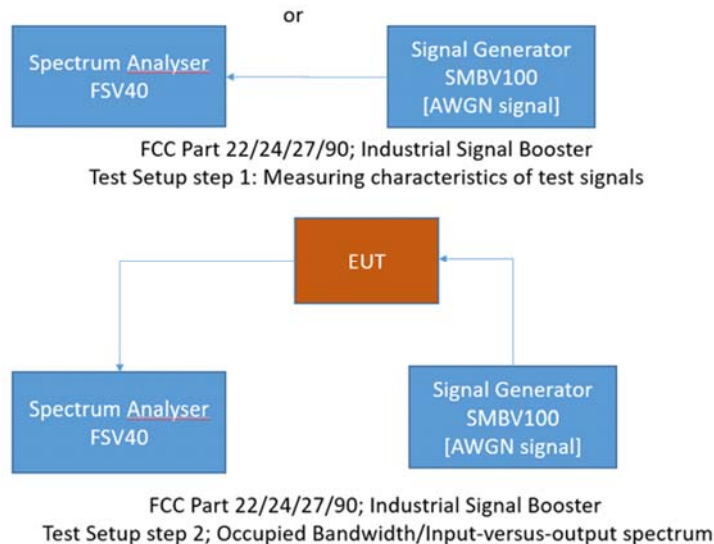 or
Spectrum Analyser
FSV40
Signal Generator
SMBV100
[AWGN signal]
FCC Part 22/24/27/90; Industrial Signal Booster
Test Setup step 1: Measuring characteristics of test signals
EUT
Spectrum Analyser
FSV40
Signal Generator
SMBV100
[AWGN signal]
FCC Part 22/24/27/90; Industrial Signal Booster
Test Setup step 2; Occupied Bandwidth/Input-versus-output spectrum